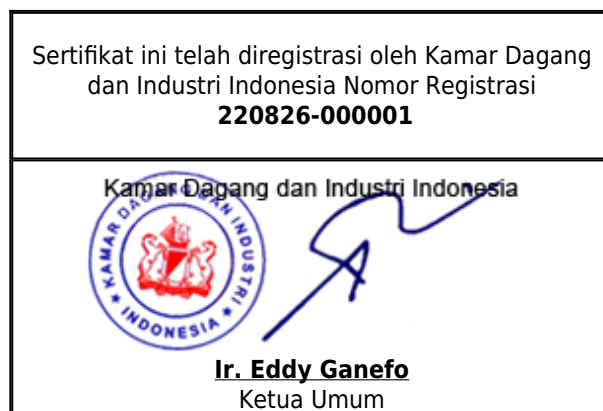 Sertifikat ini telah diregistrasi oleh Kamar Dagang
dan Industri Indonesia Nomor Registrasi
220826-000001
Kamar Dagang dan Industri Indonesia
KAMAR DAGANG DAN INDUSTRI
INDONESIA
Ir. Eddy Ganefo
Ketua Umum